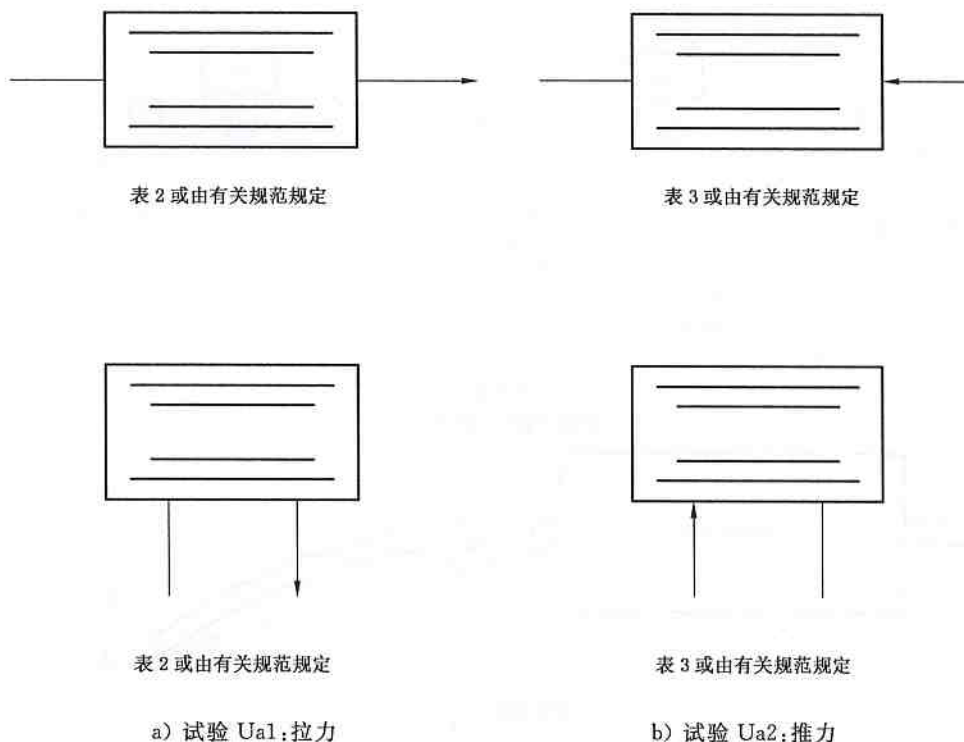 表 2 或由有关规范规定
表 3 或由有关规范规定
表 2 或由有关规范规定
表 3 或由有关规范规定
a) 试验 Ua1:拉力
b) 试验 Ua2:推力